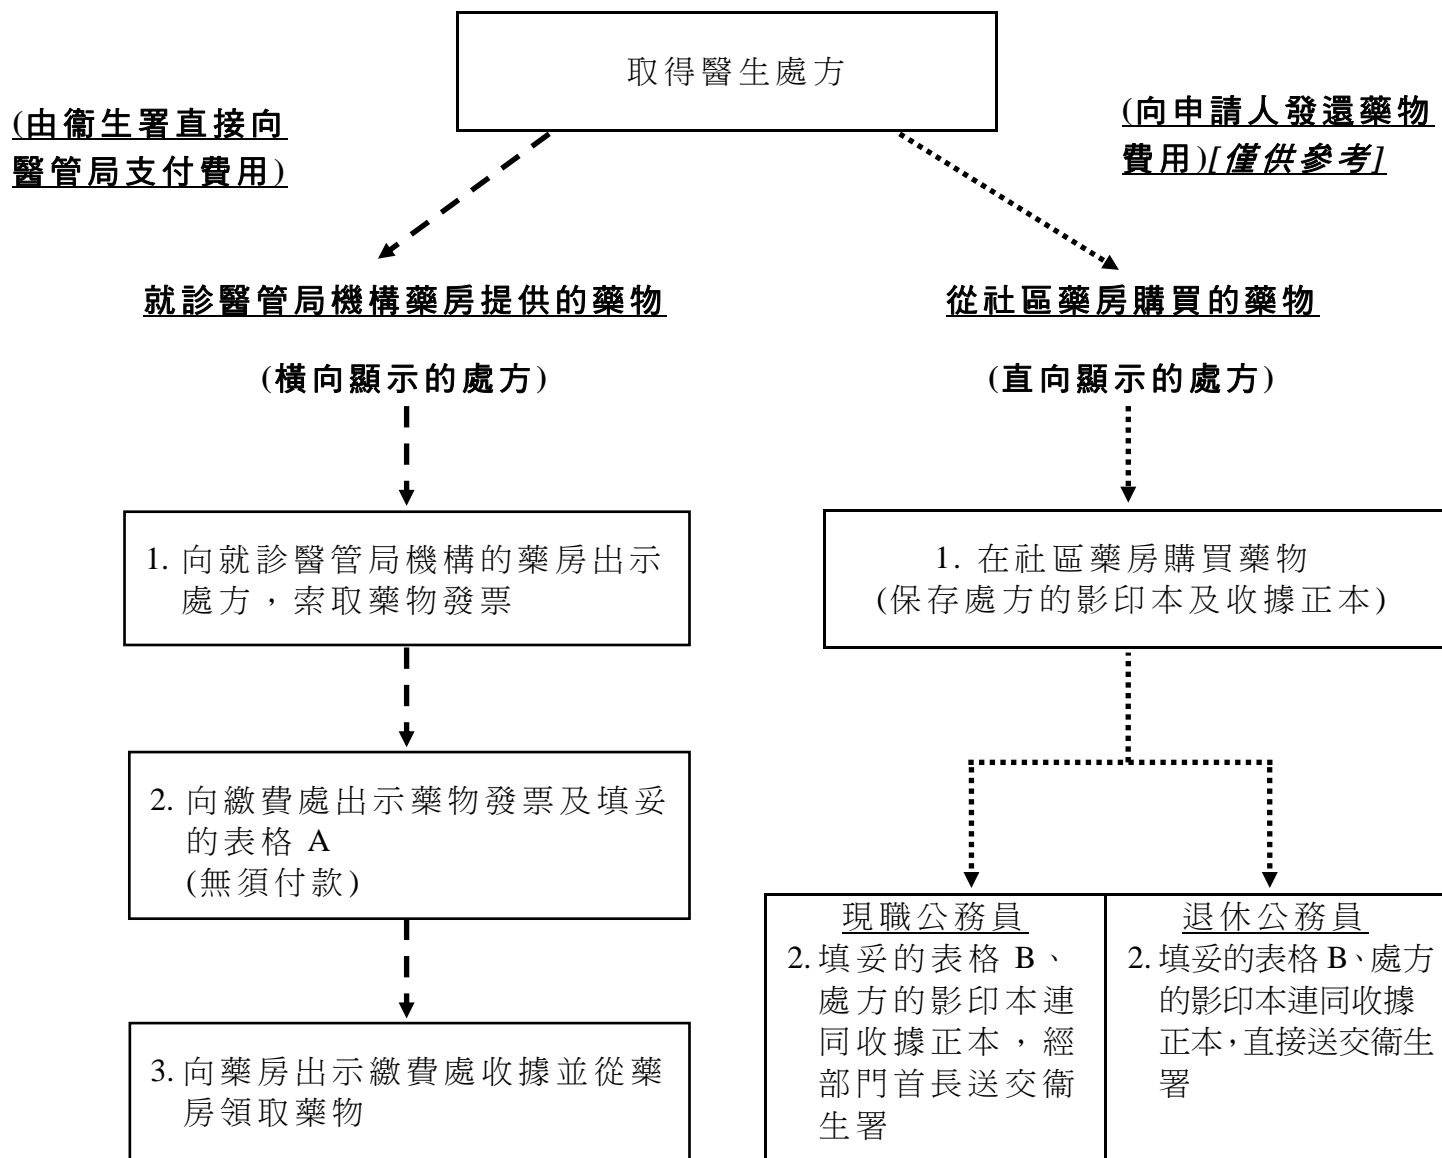 取得醫生處方
(由衞生署直接向
醫管局支付費用)
(向申請人發還藥物
費用)[僅供參考]
就診醫管局機構藥房提供的藥物
(橫向顯示的處方)
1. 向就診醫管局機構的藥房出示
處方，索取藥物發票
2. 向繳費處出示藥物發票及填妥
的表格 A
(無須付款)
3. 向藥房出示繳費處收據並從藥
房領取藥物
從社區藥房購買的藥物
(直向顯示的處方)
1. 在社區藥房購買藥物
(保存處方的影印本及收據正本)
現職公務員
2. 填妥的表格 B、
處方的影印本連
同收據正本，經
部門首長送交衞
生署
退休公務員
2. 填妥的表格 B、處方
的影印本連同收據
正本，直接送交衞生
署